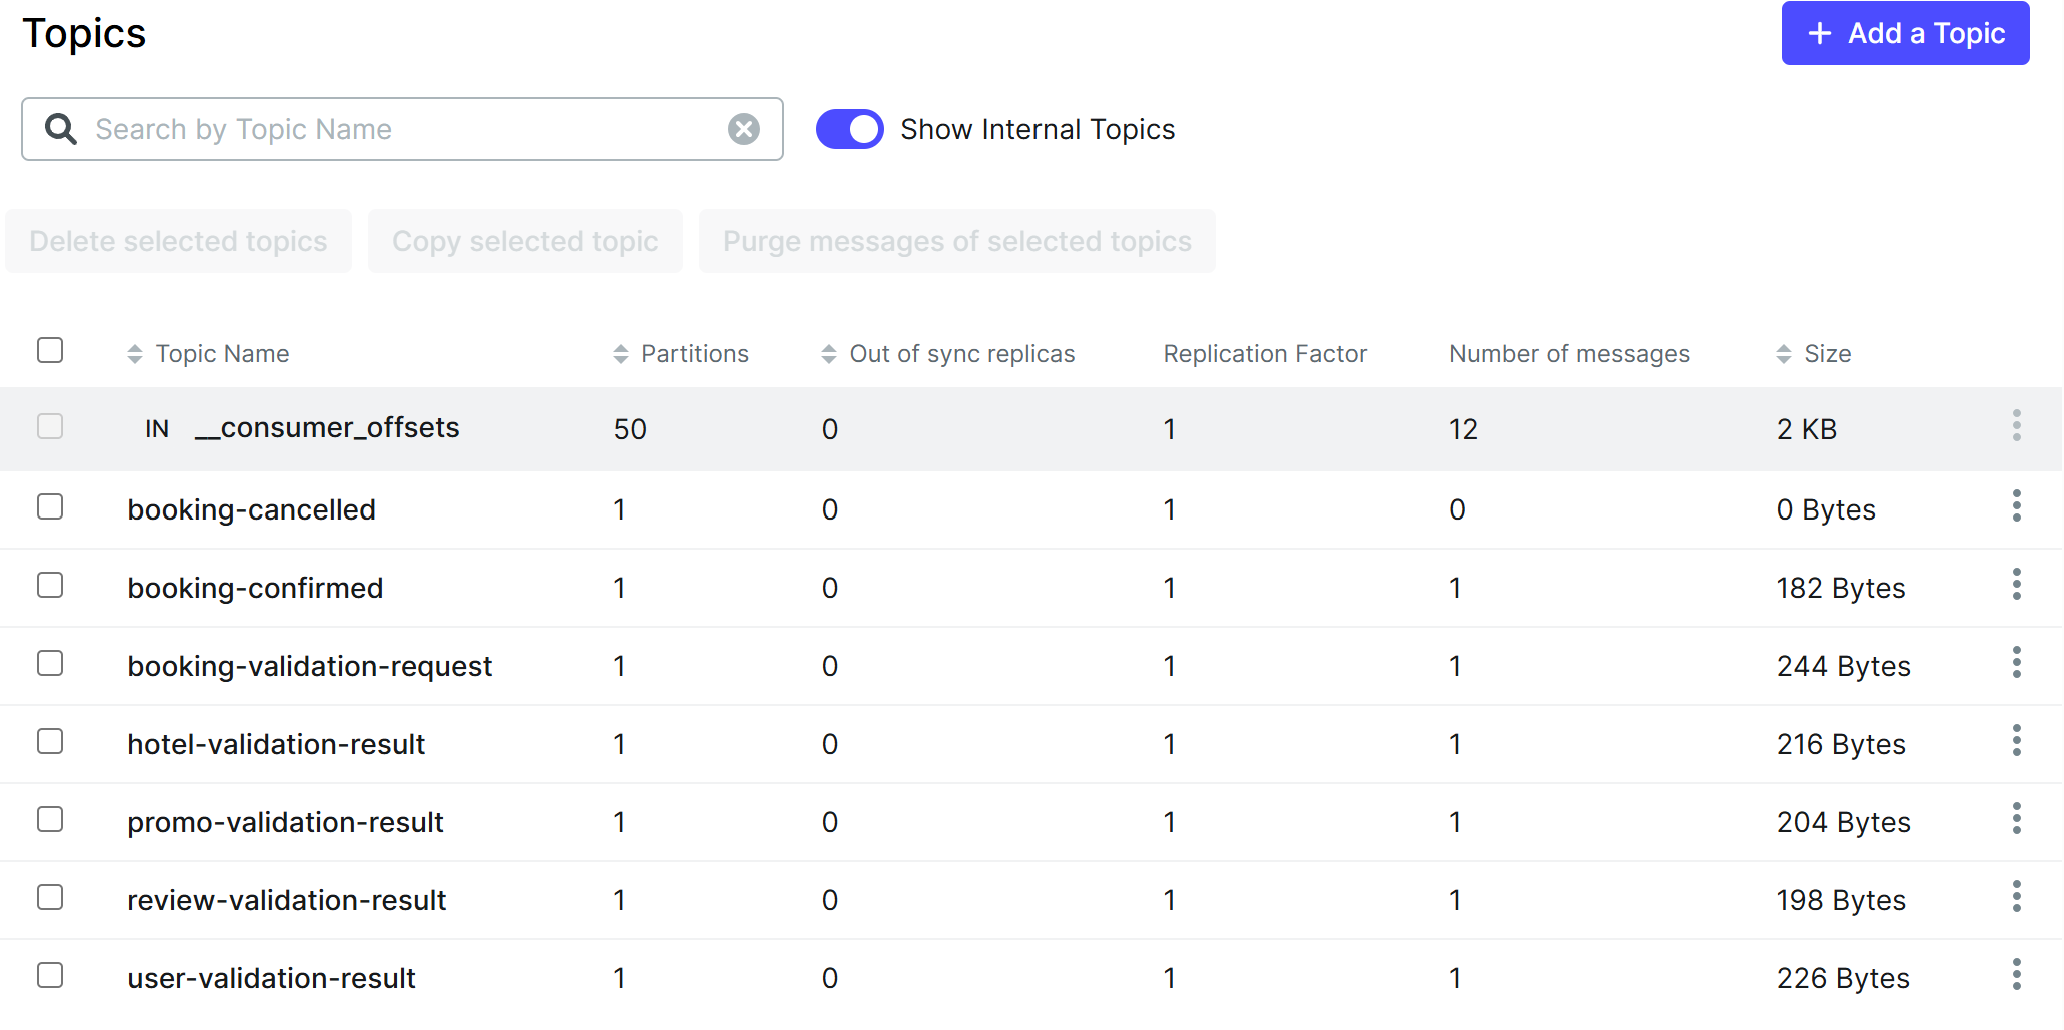 Topics
+ Add a Topic
Search by Topic Name
Show Internal Topics
Delete selected topics Copy selected topic Purge messages of selected topics
Topic Name Partitions Out of sync replicas Replication Factor Number of messages Size
IN __consumer_offsets 50 0 1 12 2 KB
booking-cancelled 1 0 1 0 0 Bytes
booking-confirmed 1 0 1 1 182 Bytes
booking-validation-request 1 0 1 1 244 Bytes
hotel-validation-result 1 0 1 1 216 Bytes
promo-validation-result 1 0 1 1 204 Bytes
review-validation-result 1 0 1 1 198 Bytes
user-validation-result 1 0 1 1 226 Bytes